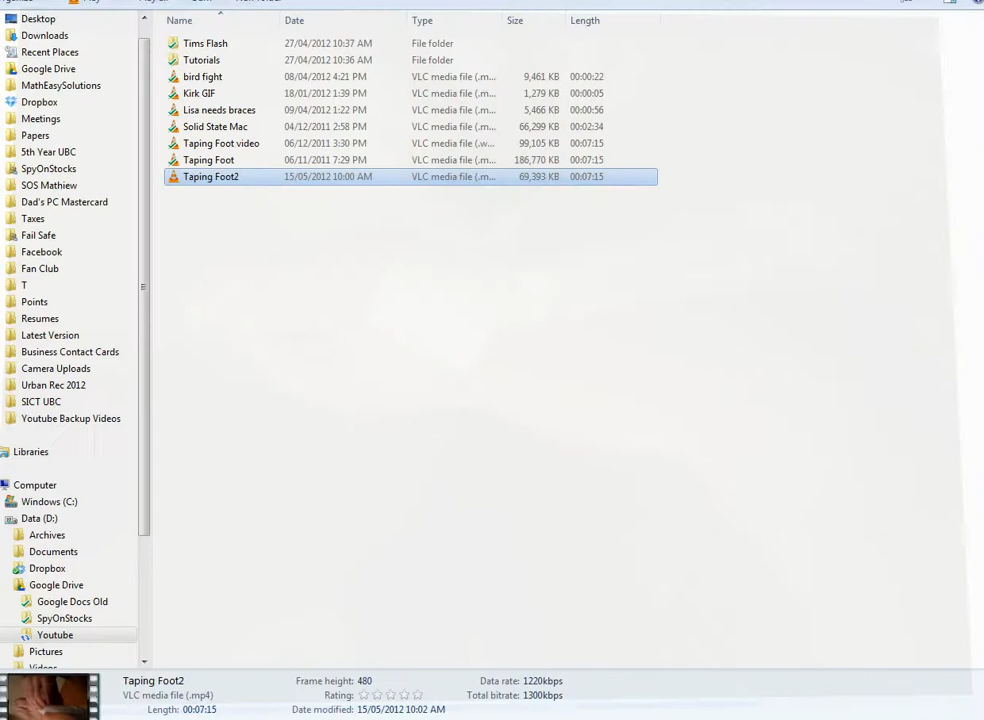 Name Date Type Size Length
Desktop
Downloads
Recent Places
Google Drive
MathEasySolutions
Dropbox
Meetings
Papers
5th Year UBC
SpyOnStocks
SOS Mathiew
Dad's PC Mastercard
Taxes
Fail Safe
Facebook
Fan Club
T
Points
Resumes
Latest Version
Business Contact Cards
Camera Uploads
Urban Rec 2012
SICT UBC
Youtube Backup Videos
Libraries
Computer
Windows (C:)
Data (D:)
Archives
Documents
Dropbox
Google Drive
Google Docs Old
SpyOnStocks
Youtube
Pictures
Videos
Tims Flash 27/04/2012 10:37 AM File folder
Tutorials 27/04/2012 10:36 AM File folder
bird fight 08/04/2012 4:21 PM VLC media file (.m... 9,461 KB 00:00:22
Kirk GIF 18/01/2012 1:39 PM VLC media file (.m... 1,279 KB 00:00:05
Lisa needs braces 09/04/2012 1:22 PM VLC media file (.m... 5,466 KB 00:00:56
Solid State Mac 04/12/2011 2:58 PM VLC media file (.m... 66,299 KB 00:02:34
Taping Foot video 06/12/2011 3:30 PM VLC media file (.w... 99,105 KB 00:07:15
Taping Foot 06/11/2011 7:29 PM VLC media file (.m... 186,770 KB 00:07:15
Taping Foot2 15/05/2012 10:00 AM VLC media file (.m... 69,393 KB 00:07:15
Taping Foot2 Frame height: 480 Data rate: 1220kbps
VLC media file (.mp4) Rating: Total bitrate: 1300kbps
Length: 00:07:15 Date modified: 15/05/2012 10:02 AM